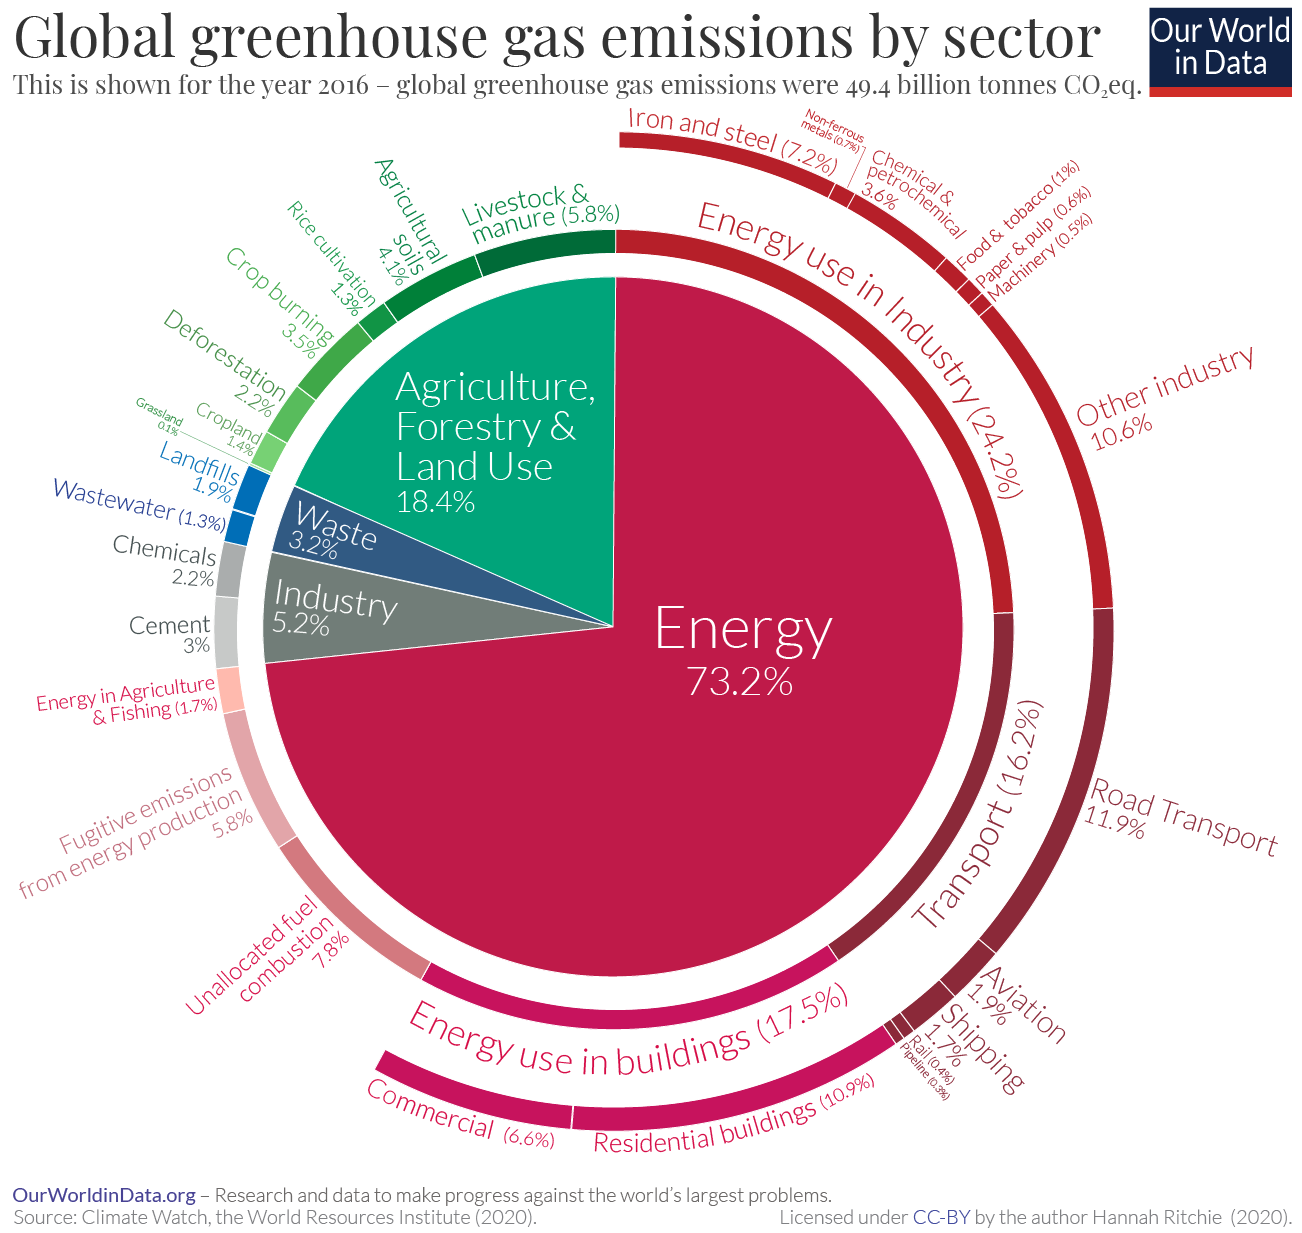 Global greenhouse gas emissions by sector
This is shown for the year 2016 – global greenhouse gas emissions were 49.4 billion tonnes CO₂eq.
Our World
in Data
Iron and steel (7.2%)
Non-ferrous
metals (0.7%)
Chemical &
petrochemical
3.6%
Food & tobacco (1%)
Paper & pulp (0.6%)
Machinery (0.5%)
Other industry
10.6%
Energy use in Industry (24.2%)
Road Transport
11.9%
Transport (16.2%)
Aviation
1.9%
Shipping
1.7%
Rail (0.4%)
Pipeline (0.3%)
Energy use in buildings (17.5%)
Residential buildings (10.9%)
Commercial (6.6%)
Unallocated fuel
combustion
7.8%
Fugitive emissions
from energy production
5.8%
Energy in Agriculture
& Fishing (1.7%)
Cement
3%
Chemicals
2.2%
Wastewater (1.3%)
Landfills
1.9%
Grassland
0.1%
Cropland
1.4%
Deforestation
2.2%
Crop burning
3.5%
Rice cultivation
1.3%
Agricultural
soils
4.1%
Livestock &
manure (5.8%)
Agriculture,
Forestry &
Land Use
18.4%
Waste
3.2%
Industry
5.2%
Energy
73.2%
OurWorldinData.org – Research and data to make progress against the world’s largest problems.
Source: Climate Watch, the World Resources Institute (2020).
Licensed under CC-BY by the author Hannah Ritchie (2020).